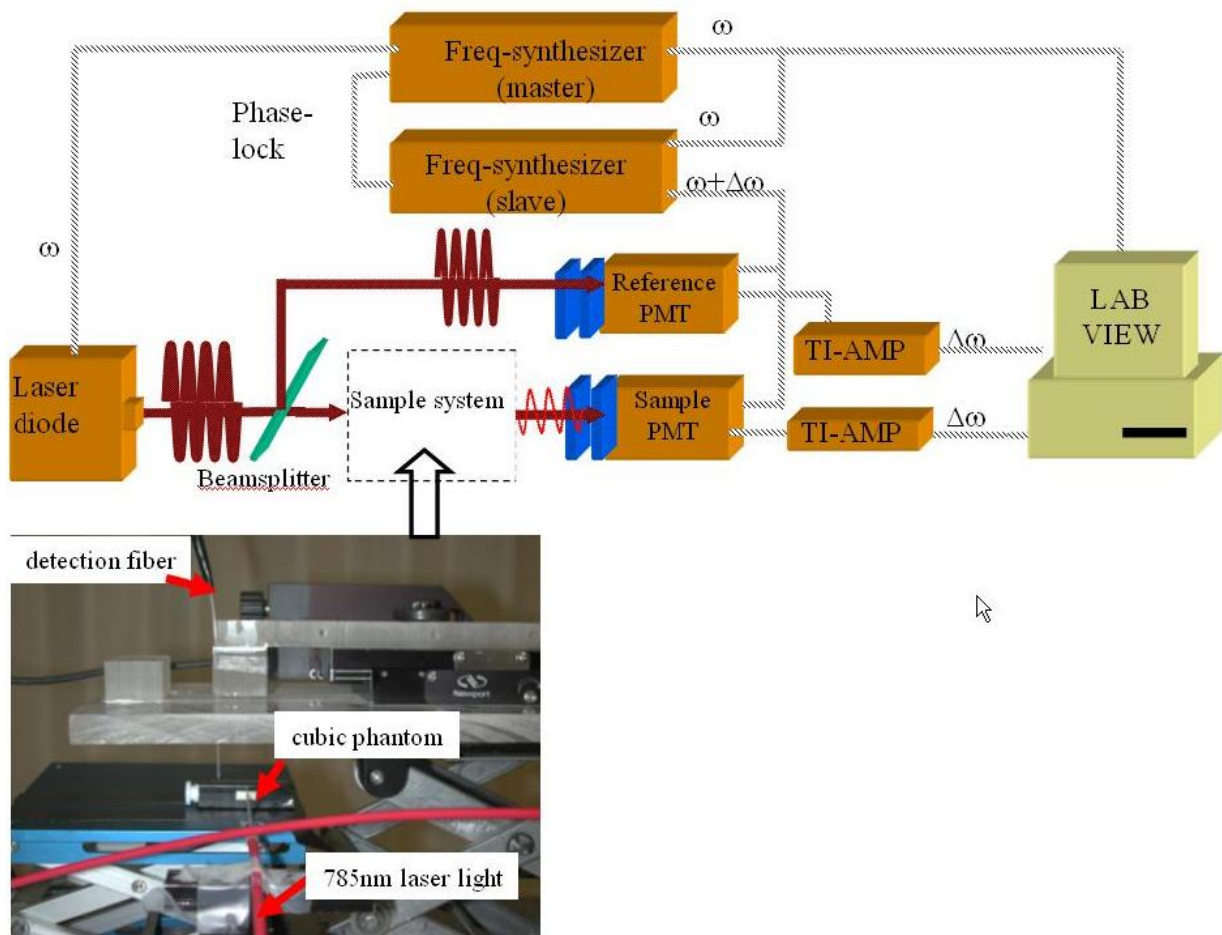 ω
Freq-synthesizer
(master)
ω
Phase-
lock
ω
Freq-synthesizer
(slave)
ω+Δω
ω
Reference
PMT
LAB
VIEW
TI-AMP
Δω
Laser
diode
Sample system
Sample
PMT
TI-AMP
Δω
Beamsplitter
detection fiber
Newport
cubic phantom
785nm laser light